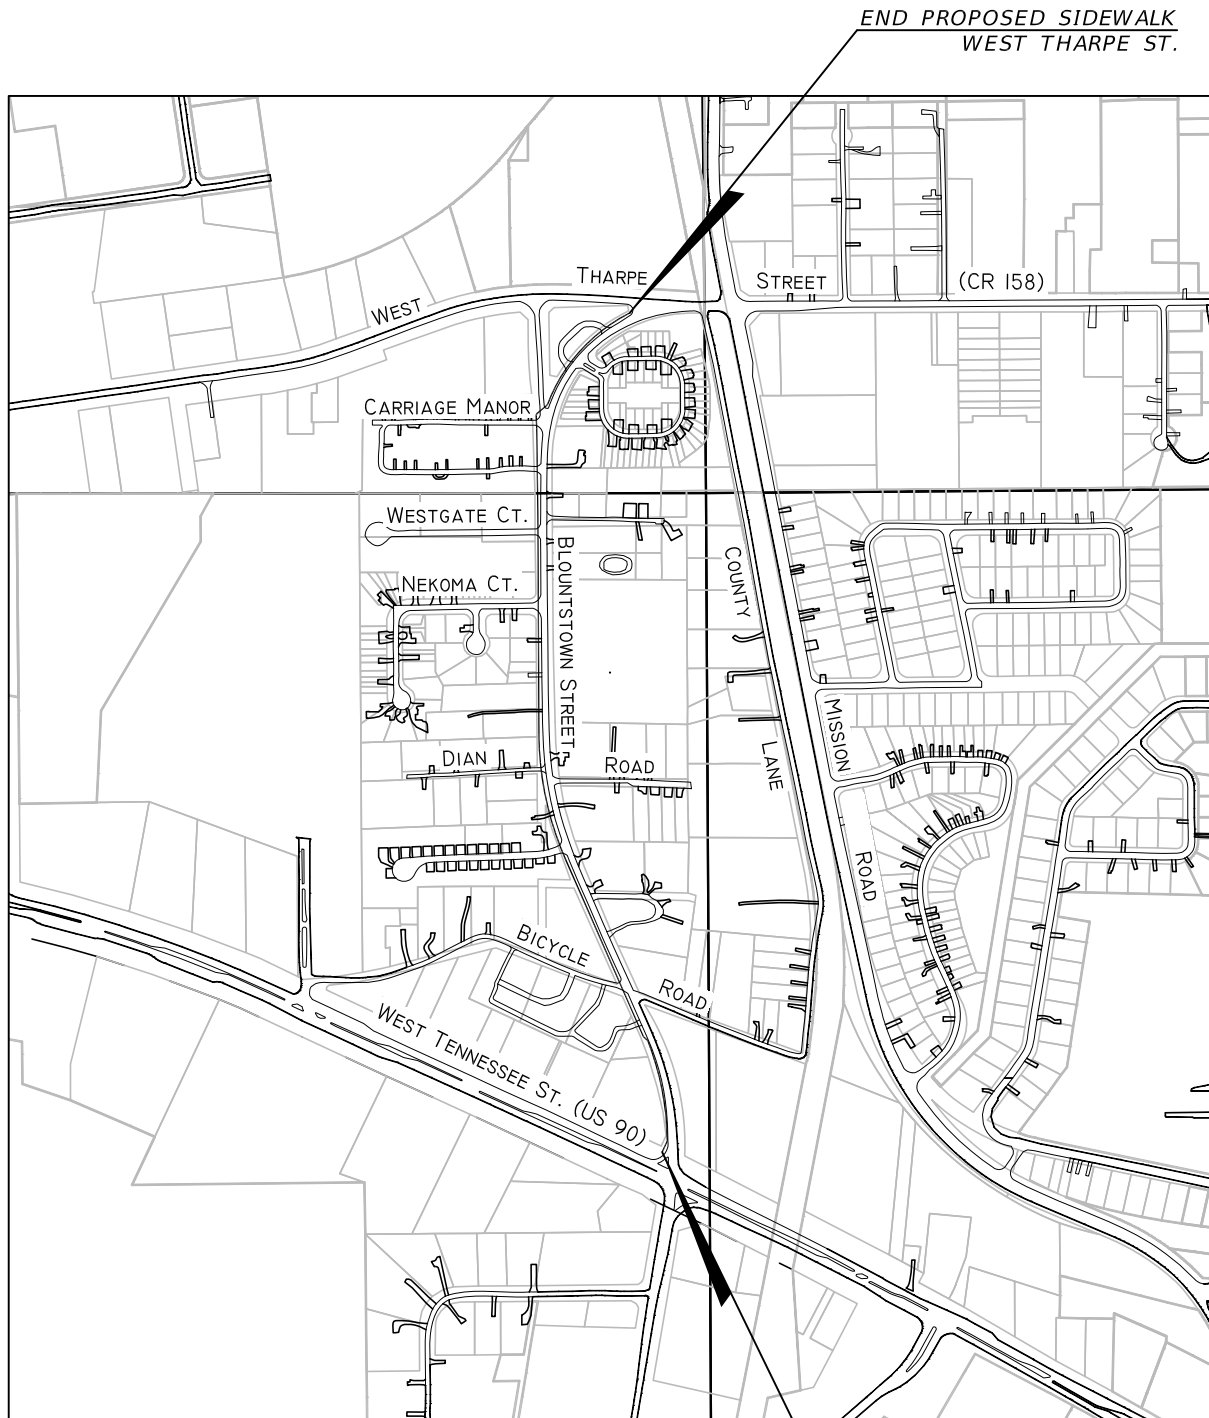 END PROPOSED SIDEWALK
WEST THARPE ST.
THARPE
STREET
(CR 158)
WEST
CARRIAGE MANOR
WESTGATE CT.
BLOUNTSTOWN STREET
COUNTY
NEKOMA CT.
MISSION
LANE
DIAN
ROAD
ROAD
BICYCLE
ROAD
WEST TENNESSEE ST. (US 90)